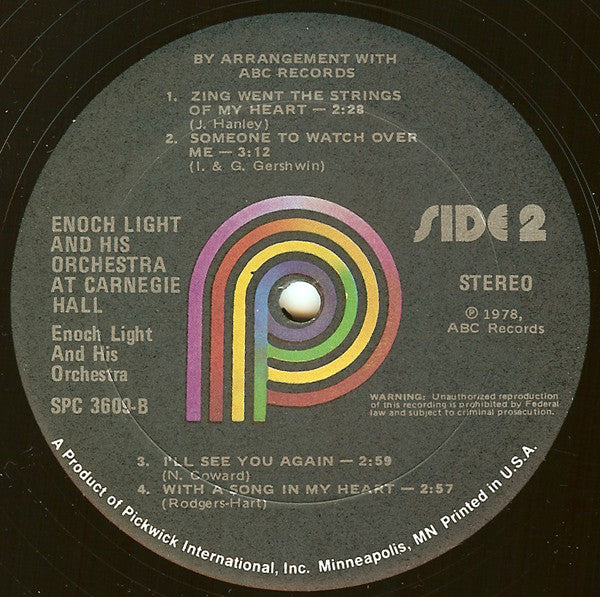 BY ARRANGEMENT WITH
ABC RECORDS
1. ZING WENT THE STRINGS
OF MY HEART — 2:28
(J. Hanley)
2. SOMEONE TO WATCH OVER
ME — 3:12
(I. & G. Gershwin)
ENOCH LIGHT
AND HIS
ORCHESTRA
AT CARNEGIE
HALL
Enoch Light
And His
Orchestra
SPC 3609-B
SIDE 2
STEREO
℗ 1978,
ABC Records
WARNING: Unauthorized reproduction
of this recording is prohibited by Federal
law and subject to criminal prosecution.
3. I'LL SEE YOU AGAIN — 2:59
(N. Coward)
4. WITH A SONG IN MY HEART — 2:57
(Rodgers-Hart)
A Product of Pickwick International, Inc. Minneapolis, MN Printed in U.S.A.